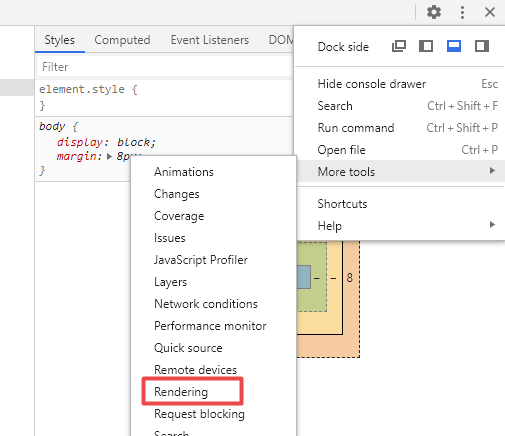 Styles Computed Event Listeners DOM
Filter
element.style {
}
body {
display: block;
margin: 8px;
}
Dock side
Hide console drawer Esc
Search Ctrl + Shift + F
Run command Ctrl + Shift + P
Open file Ctrl + P
More tools
Shortcuts
Help
Animations
Changes
Coverage
Issues
JavaScript Profiler
Layers
Network conditions
Performance monitor
Quick source
Remote devices
Rendering
Request blocking
Search
– – 8